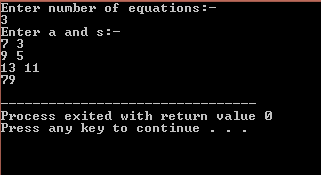 Enter number of equations:-
3
Enter a and s:-
7 3
9 5
13 11
79
--------------------------------
Process exited with return value 0
Press any key to continue . . .